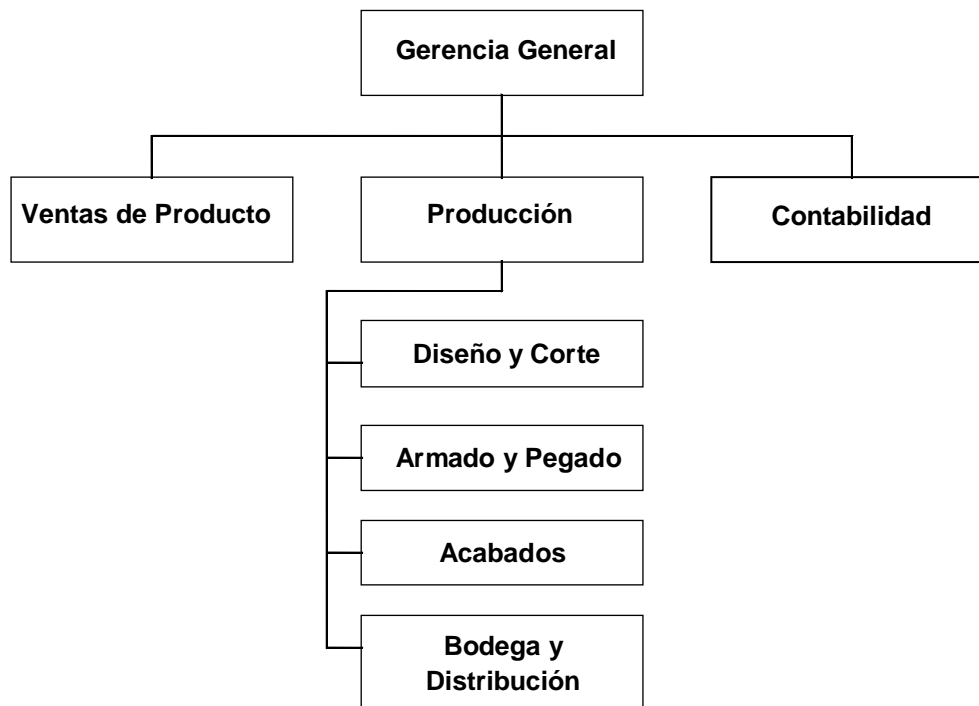 Gerencia General
Ventas de Producto
Producción
Contabilidad
Diseño y Corte
Armado y Pegado
Acabados
Bodega y
Distribución